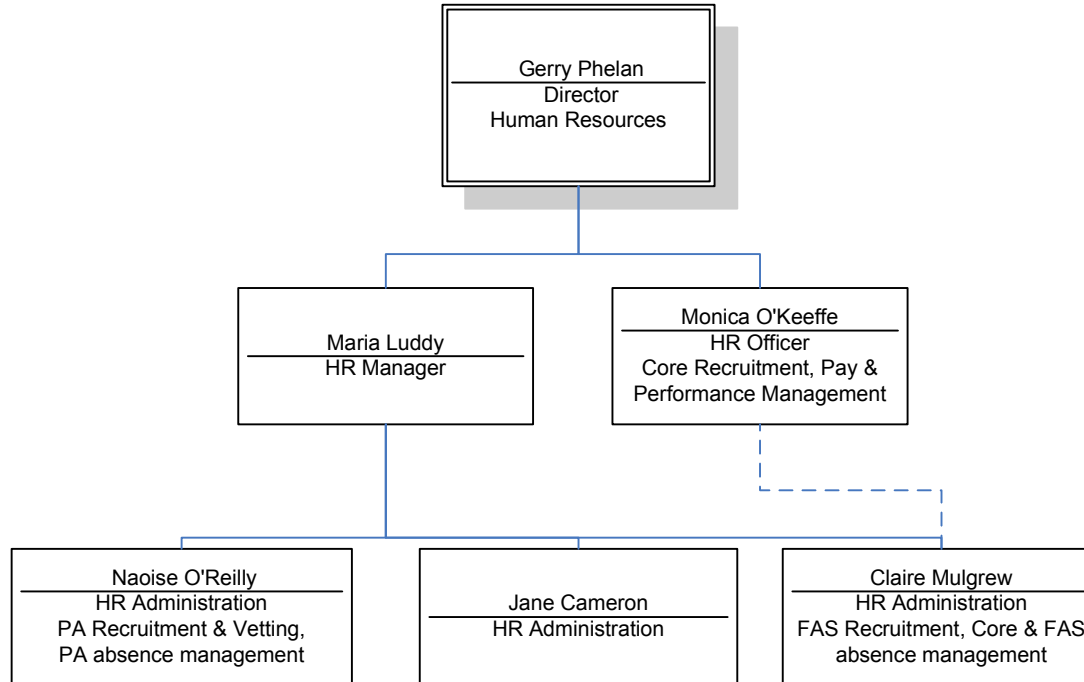 Gerry Phelan
Director
Human Resources
Maria Luddy
HR Manager
Monica O'Keeffe
HR Officer
Core Recruitment, Pay &
Performance Management
Naoise O'Reilly
HR Administration
PA Recruitment & Vetting,
PA absence management
Jane Cameron
HR Administration
Claire Mulgrew
HR Administration
FAS Recruitment, Core & FAS
absence management